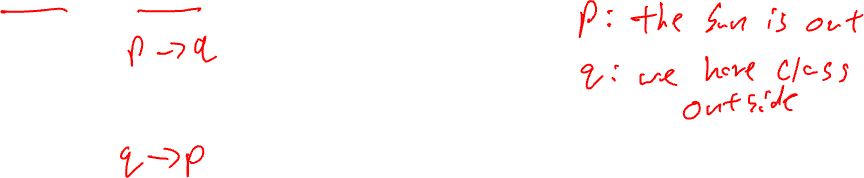 p → q
p: the sun is out
q: we have class
outside
q → p